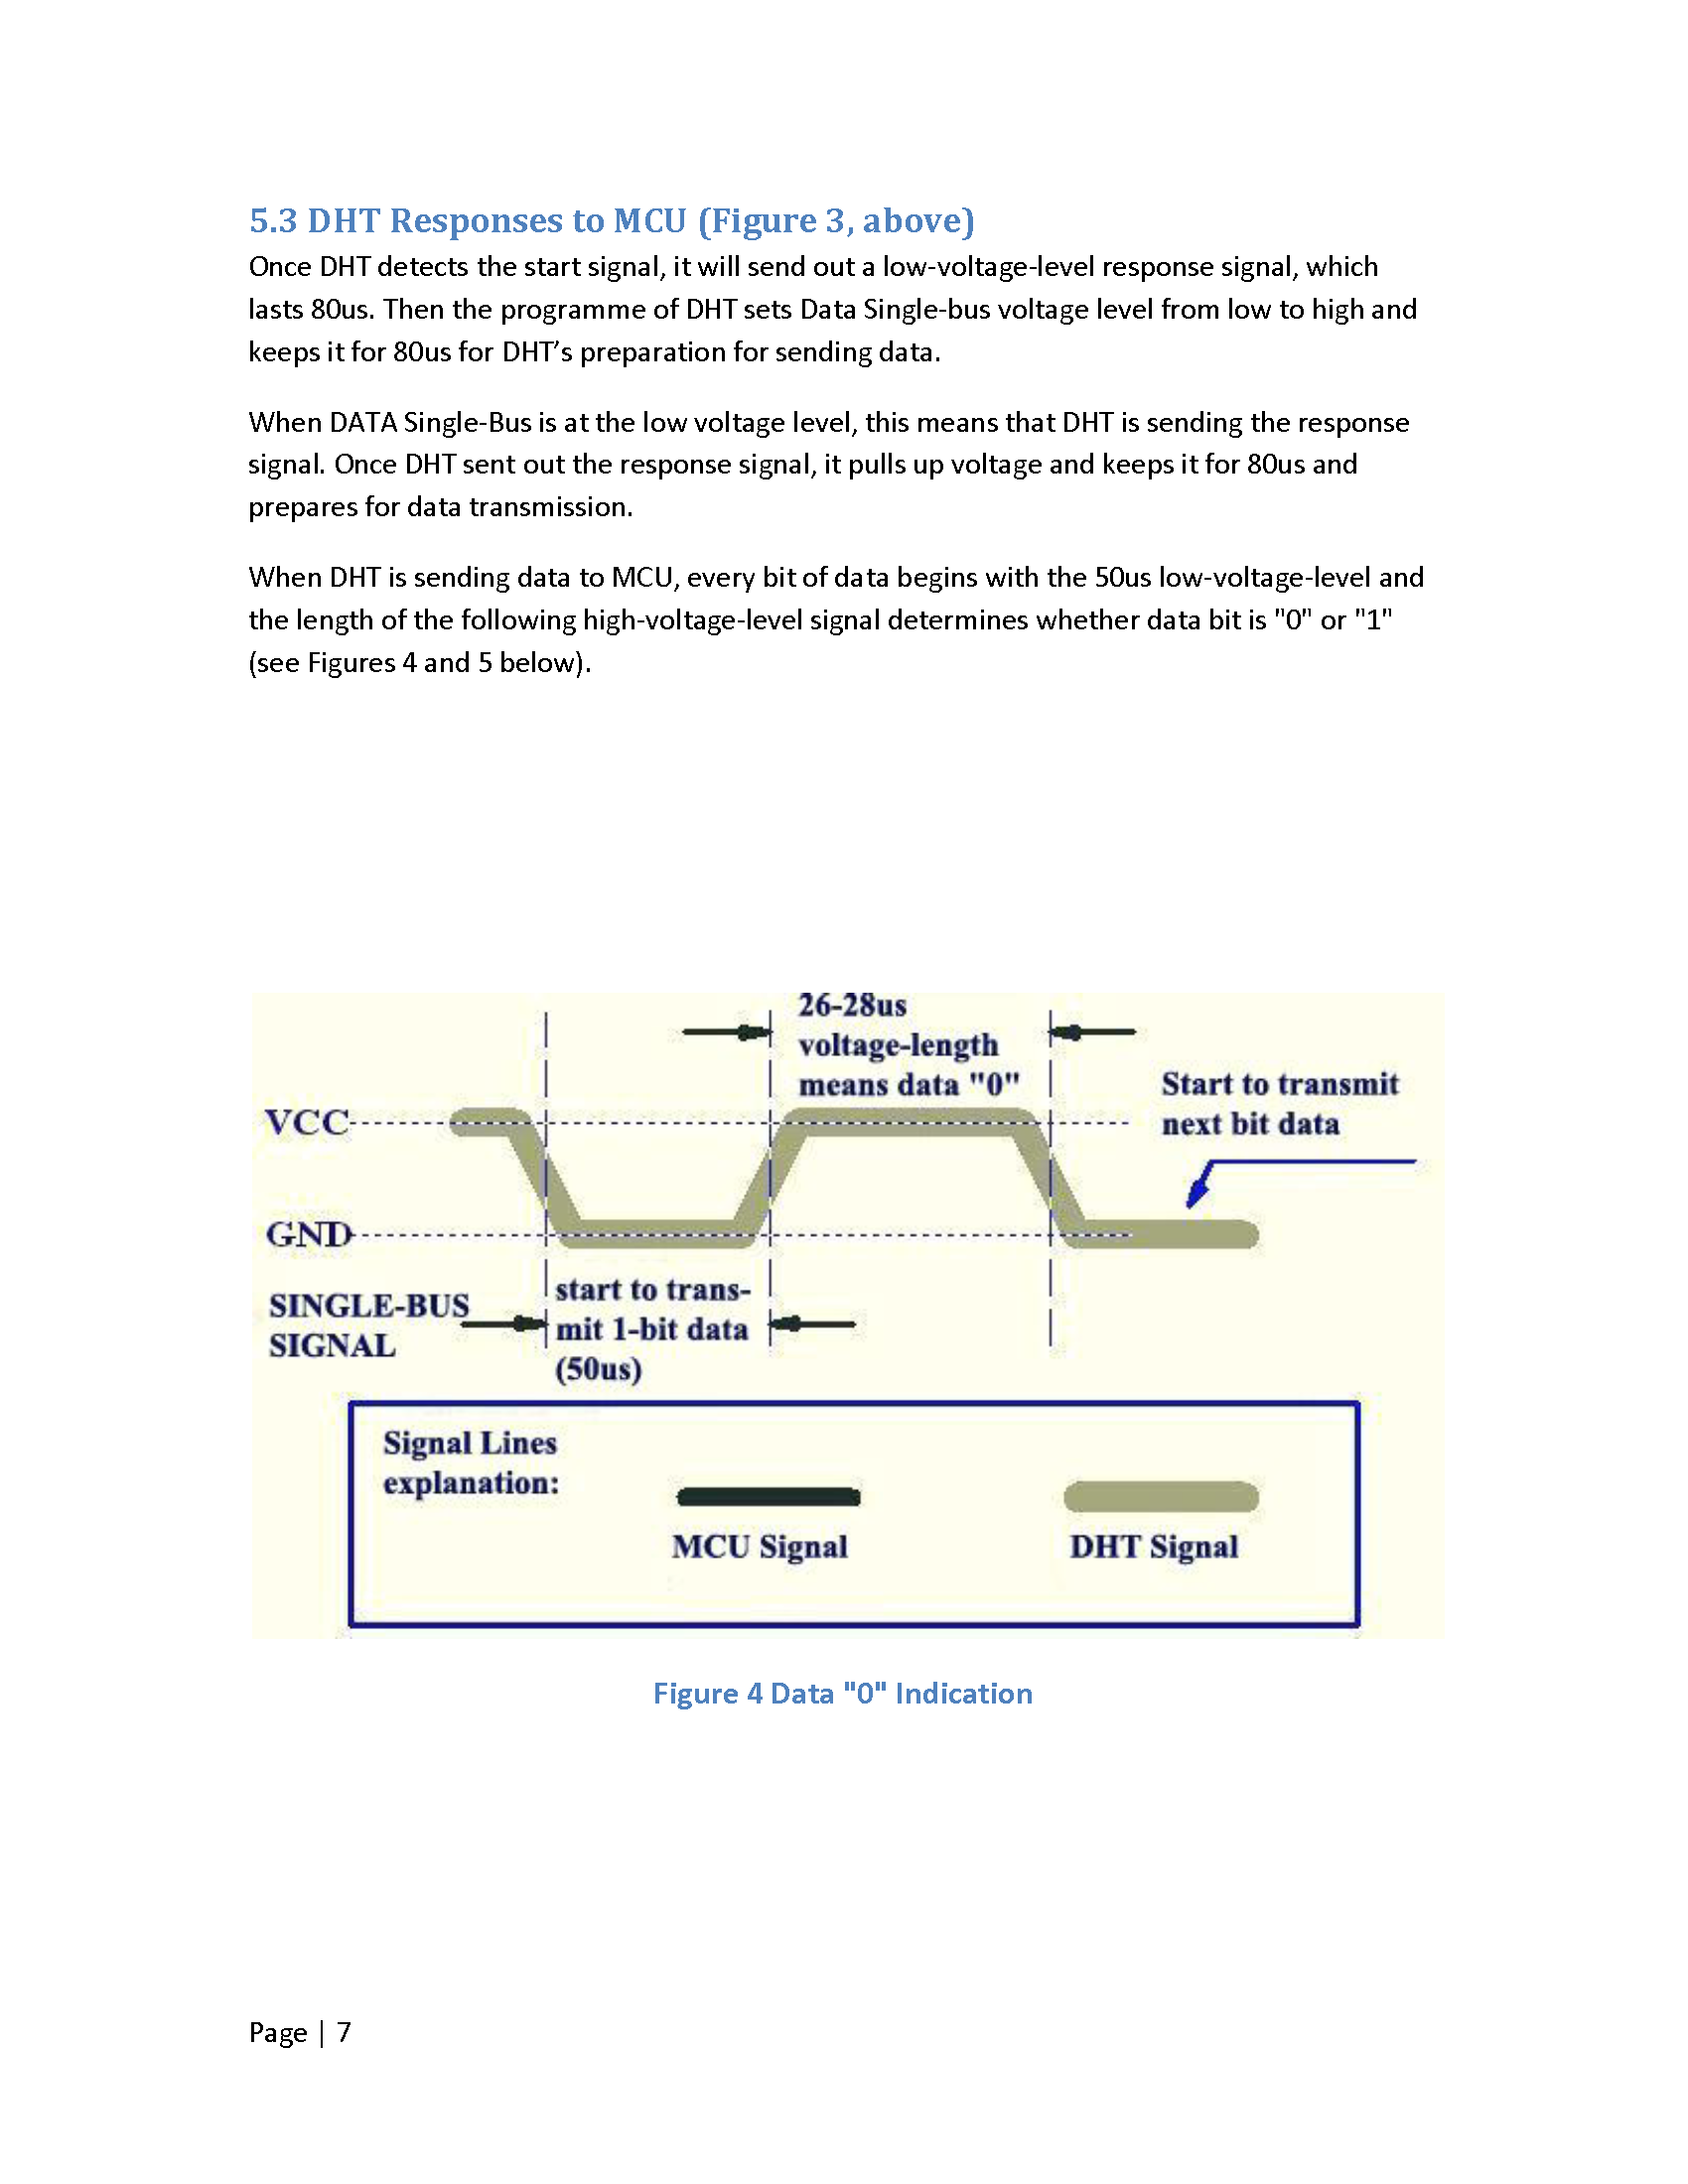 5.3 DHT Responses to MCU (Figure 3, above)
Once DHT detects the start signal, it will send out a low-voltage-level response signal, which
lasts 80us. Then the programme of DHT sets Data Single-bus voltage level from low to high and
keeps it for 80us for DHT’s preparation for sending data.
When DATA Single-Bus is at the low voltage level, this means that DHT is sending the response
signal. Once DHT sent out the response signal, it pulls up voltage and keeps it for 80us and
prepares for data transmission.
When DHT is sending data to MCU, every bit of data begins with the 50us low-voltage-level and
the length of the following high-voltage-level signal determines whether data bit is "0" or "1"
(see Figures 4 and 5 below).
26-28us
voltage-length
means data "0"
Start to transmit
next bit data
VCC
GND
SINGLE-BUS
SIGNAL
start to trans-
mit 1-bit data
(50us)
Signal Lines
explanation:
MCU Signal
DHT Signal
Figure 4 Data "0" Indication
Page | 7